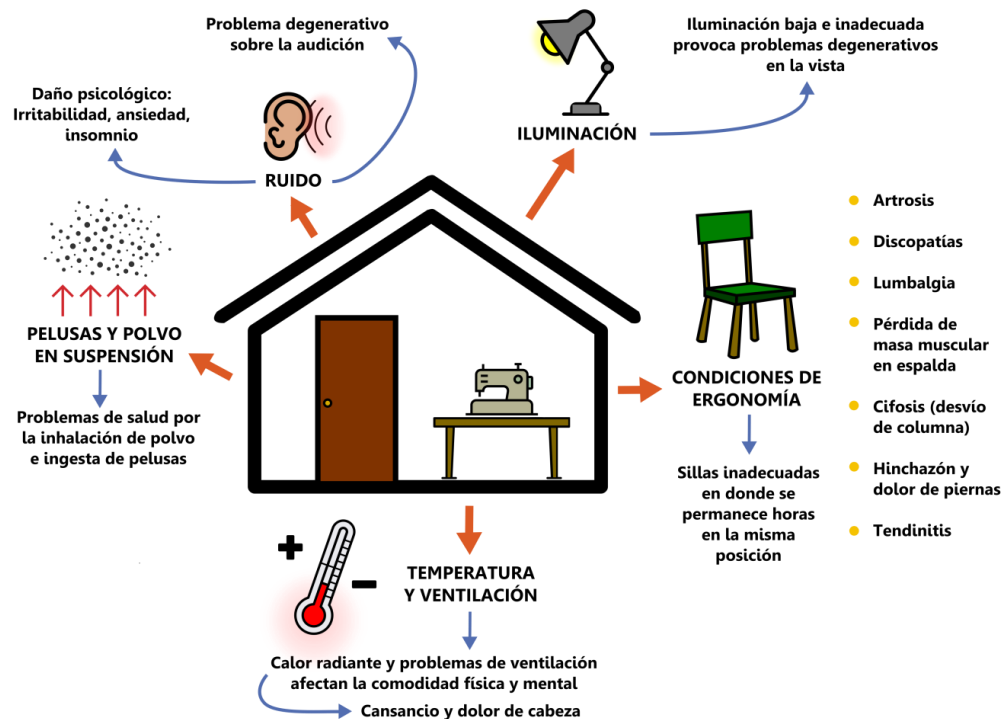 Problema degenerativo
sobre la audición
Daño psicológico:
Irritabilidad, ansiedad,
insomnio
RUIDO
Iluminación baja e inadecuada
provoca problemas degenerativos
en la vista
ILUMINACIÓN
PELUSAS Y POLVO
EN SUSPENSIÓN
Problemas de salud por
la inhalación de polvo
e ingesta de pelusas
CONDICIONES DE
ERGONOMÍA
Sillas inadecuadas
en donde se
permanece horas
en la misma
posición
Artrosis
Discopatías
Lumbalgia
Pérdida de
masa muscular
en espalda
Cifosis (desvío
de columna)
Hinchazón y
dolor de piernas
Tendinitis
+
−
TEMPERATURA
Y VENTILACIÓN
Calor radiante y problemas de ventilación
afectan la comodidad física y mental
Cansancio y dolor de cabeza